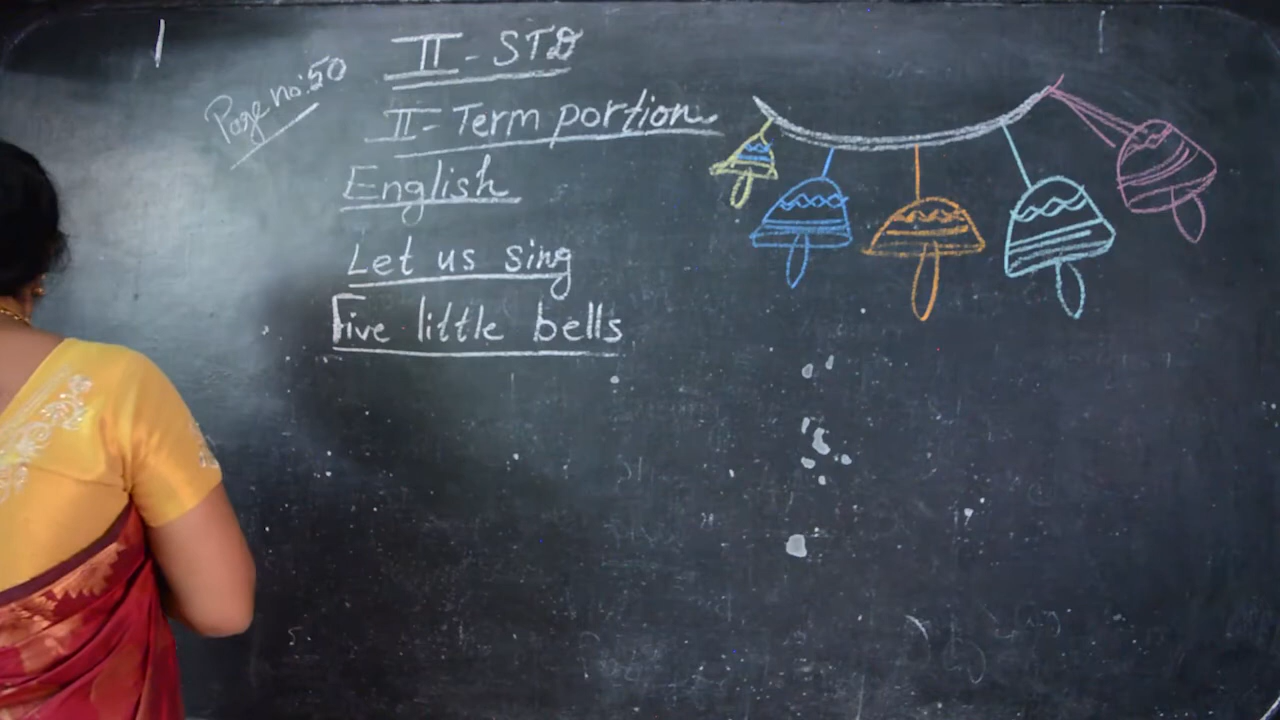 II - STD
Page no: 50
II - Term portion
English
Let us sing
Five little bells